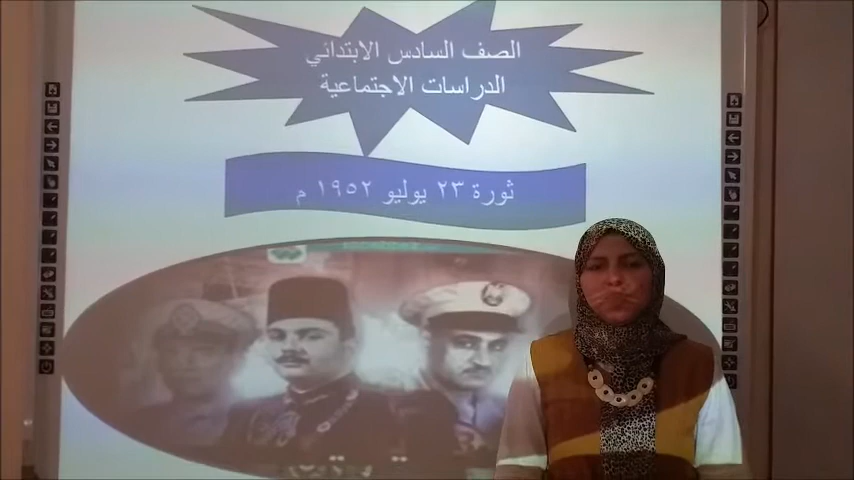 الصف السادس الابتدائي
الدراسات الاجتماعية
ثورة ٢٣ يوليو ١٩٥٢ م